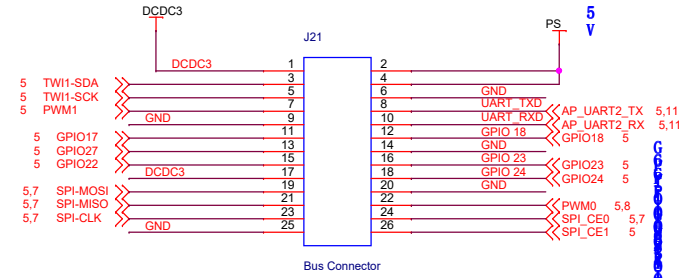 DCDC3
PS
5
V
J21
DCDC3 1 2
5 TWI1-SDA 3 4
5 TWI1-SCK 5 6 GND
5 PWM1 7 8 UART_TXD AP_UART2_TX 5,11
GND 9 10 UART_RXD AP_UART2_RX 5,11
5 GPIO17 11 12 GPIO 18 GPIO18 5
5 GPIO27 13 14 GND
5 GPIO22 15 16 GPIO 23 GPIO23 5
DCDC3 17 18 GPIO 24 GPIO24 5
5,7 SPI-MOSI 19 20 GND
5,7 SPI-MISO 21 22 PWM0 5,8
5,7 SPI-CLK 23 24 SPI_CE0 5,7
GND 25 26 SPI_CE1 5
Bus Connector